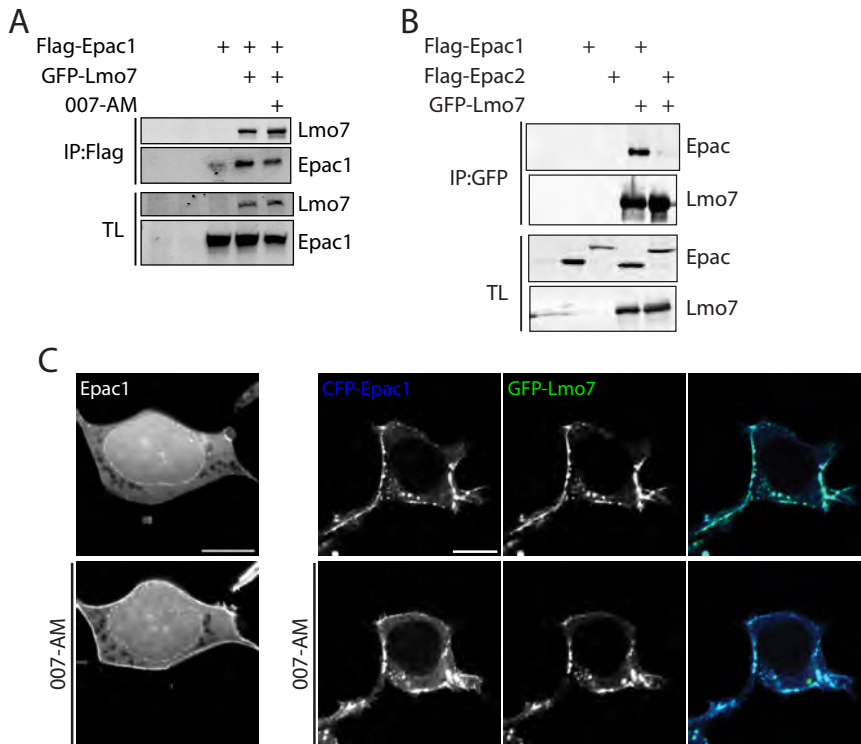 A
Flag-Epac1 + + +
GFP-Lmo7 + +
007-AM +
IP:Flag
Lmo7
Epac1
TL
Lmo7
Epac1
B
Flag-Epac1 + +
Flag-Epac2 + +
GFP-Lmo7 + +
IP:GFP
Epac
Lmo7
TL
Epac
Lmo7
C
Epac1
CFP-Epac1
GFP-Lmo7
007-AM
007-AM